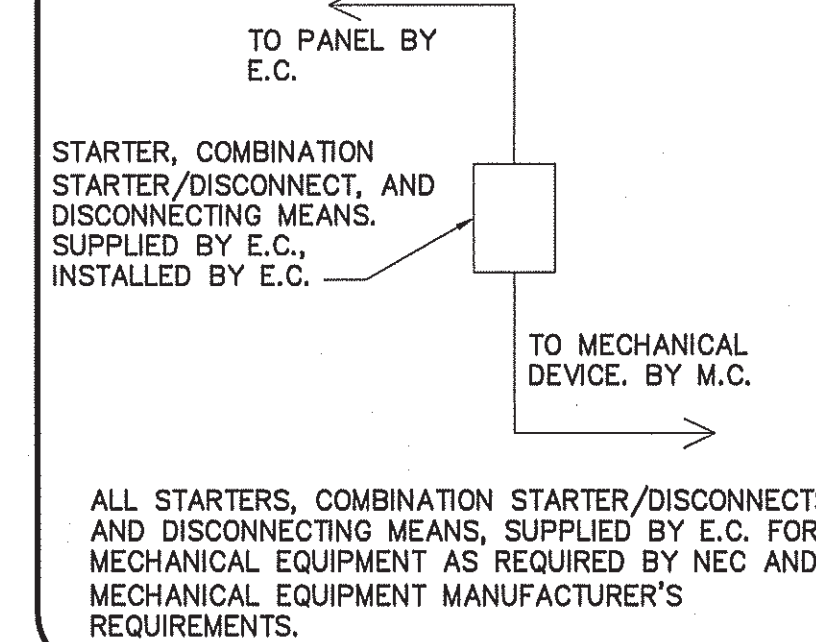 TO PANEL BY
E.C.
STARTER, COMBINATION
STARTER/DISCONNECT, AND
DISCONNECTING MEANS.
SUPPLIED BY E.C.,
INSTALLED BY E.C.
TO MECHANICAL
DEVICE. BY M.C.
ALL STARTERS, COMBINATION STARTER/DISCONNECTS
AND DISCONNECTING MEANS, SUPPLIED BY E.C. FOR
MECHANICAL EQUIPMENT AS REQUIRED BY NEC AND
MECHANICAL EQUIPMENT MANUFACTURER'S
REQUIREMENTS.